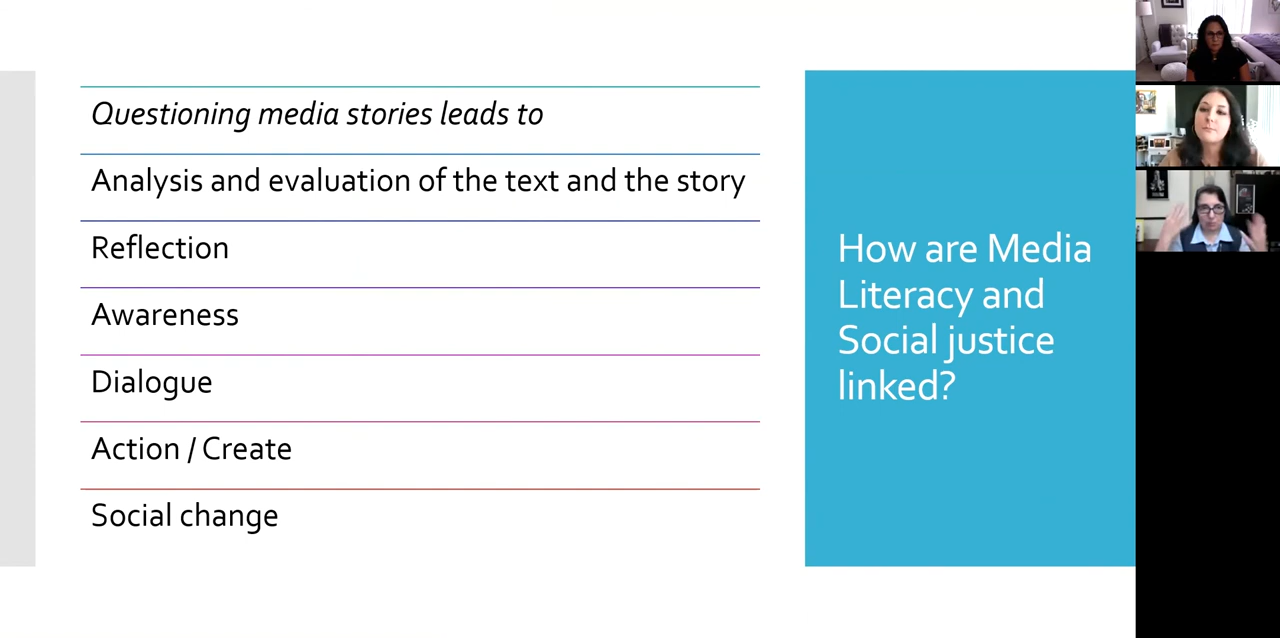 Questioning media stories leads to
Analysis and evaluation of the text and the story
Reflection
Awareness
Dialogue
Action / Create
Social change
How are Media
Literacy and
Social justice
linked?